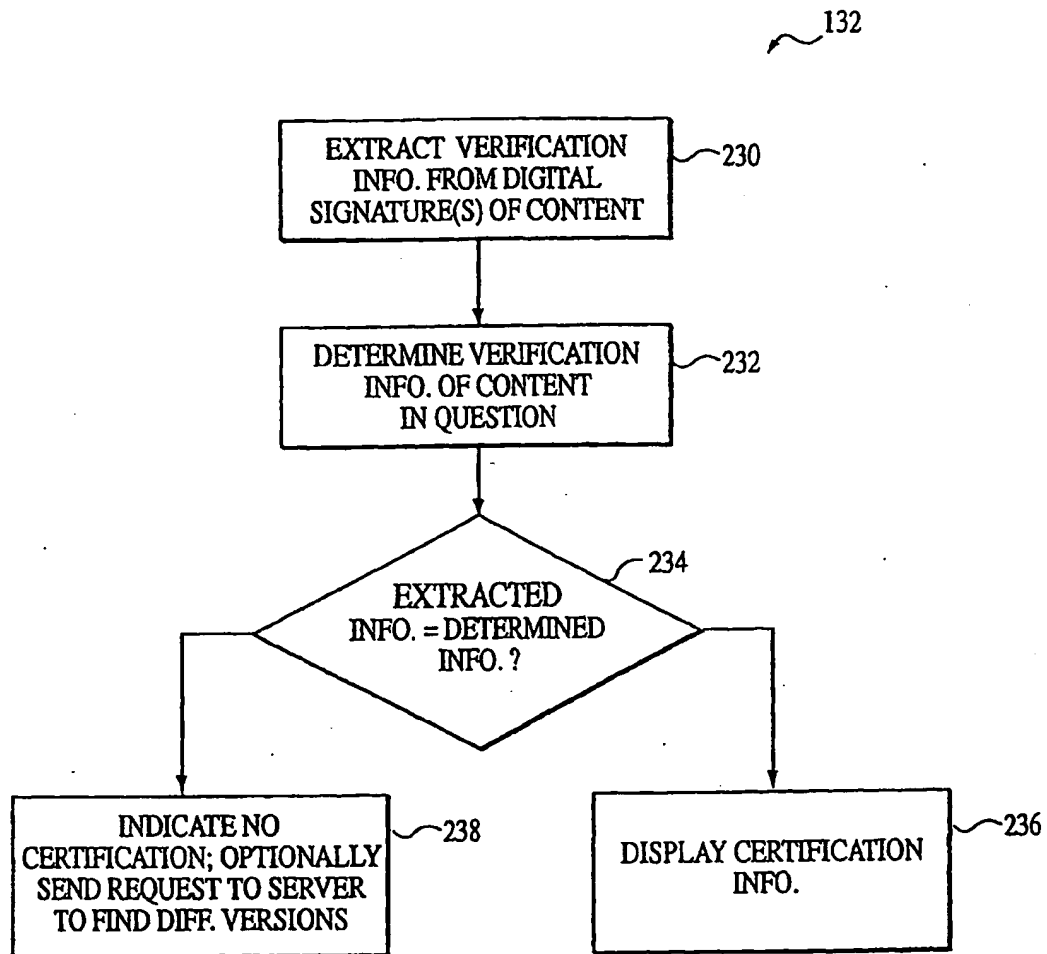 132
EXTRACT VERIFICATION
INFO. FROM DIGITAL
SIGNATURE(S) OF CONTENT
230
DETERMINE VERIFICATION
INFO. OF CONTENT
IN QUESTION
232
EXTRACTED
INFO. = DETERMINED
INFO. ?
234
INDICATE NO
CERTIFICATION; OPTIONALLY
SEND REQUEST TO SERVER
TO FIND DIFF. VERSIONS
238
DISPLAY CERTIFICATION
INFO.
236